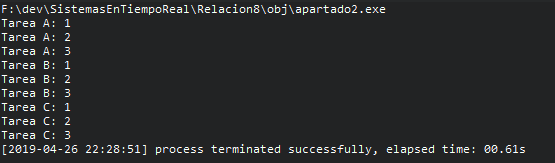 F:\dev\SistemasEnTiempoReal\Relacion8\obj\apartado2.exe
Tarea A: 1
Tarea A: 2
Tarea A: 3
Tarea B: 1
Tarea B: 2
Tarea B: 3
Tarea C: 1
Tarea C: 2
Tarea C: 3
[2019-04-26 22:28:51] process terminated successfully, elapsed time: 00.61s